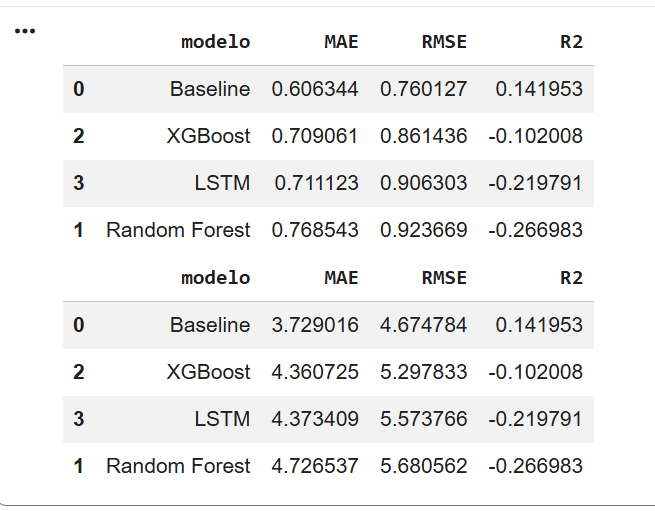 modelo MAE RMSE R2
0 Baseline 0.606344 0.760127 0.141953
2 XGBoost 0.709061 0.861436 -0.102008
3 LSTM 0.711123 0.906303 -0.219791
1 Random Forest 0.768543 0.923669 -0.266983
modelo MAE RMSE R2
0 Baseline 3.729016 4.674784 0.141953
2 XGBoost 4.360725 5.297833 -0.102008
3 LSTM 4.373409 5.573766 -0.219791
1 Random Forest 4.726537 5.680562 -0.266983